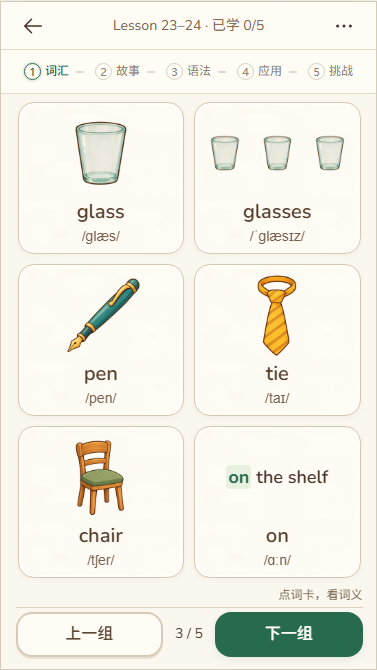 Lesson 23–24 · 已学 0/5
1 词汇 – 2 故事 – 3 语法 – 4 应用 – 5 挑战
glass
/ɡlæs/
glasses
/ˈɡlæsɪz/
pen
/pen/
tie
/taɪ/
chair
/tʃer/
on the shelf
on
/ɑːn/
点词卡，看词义
上一组
3 / 5
下一组